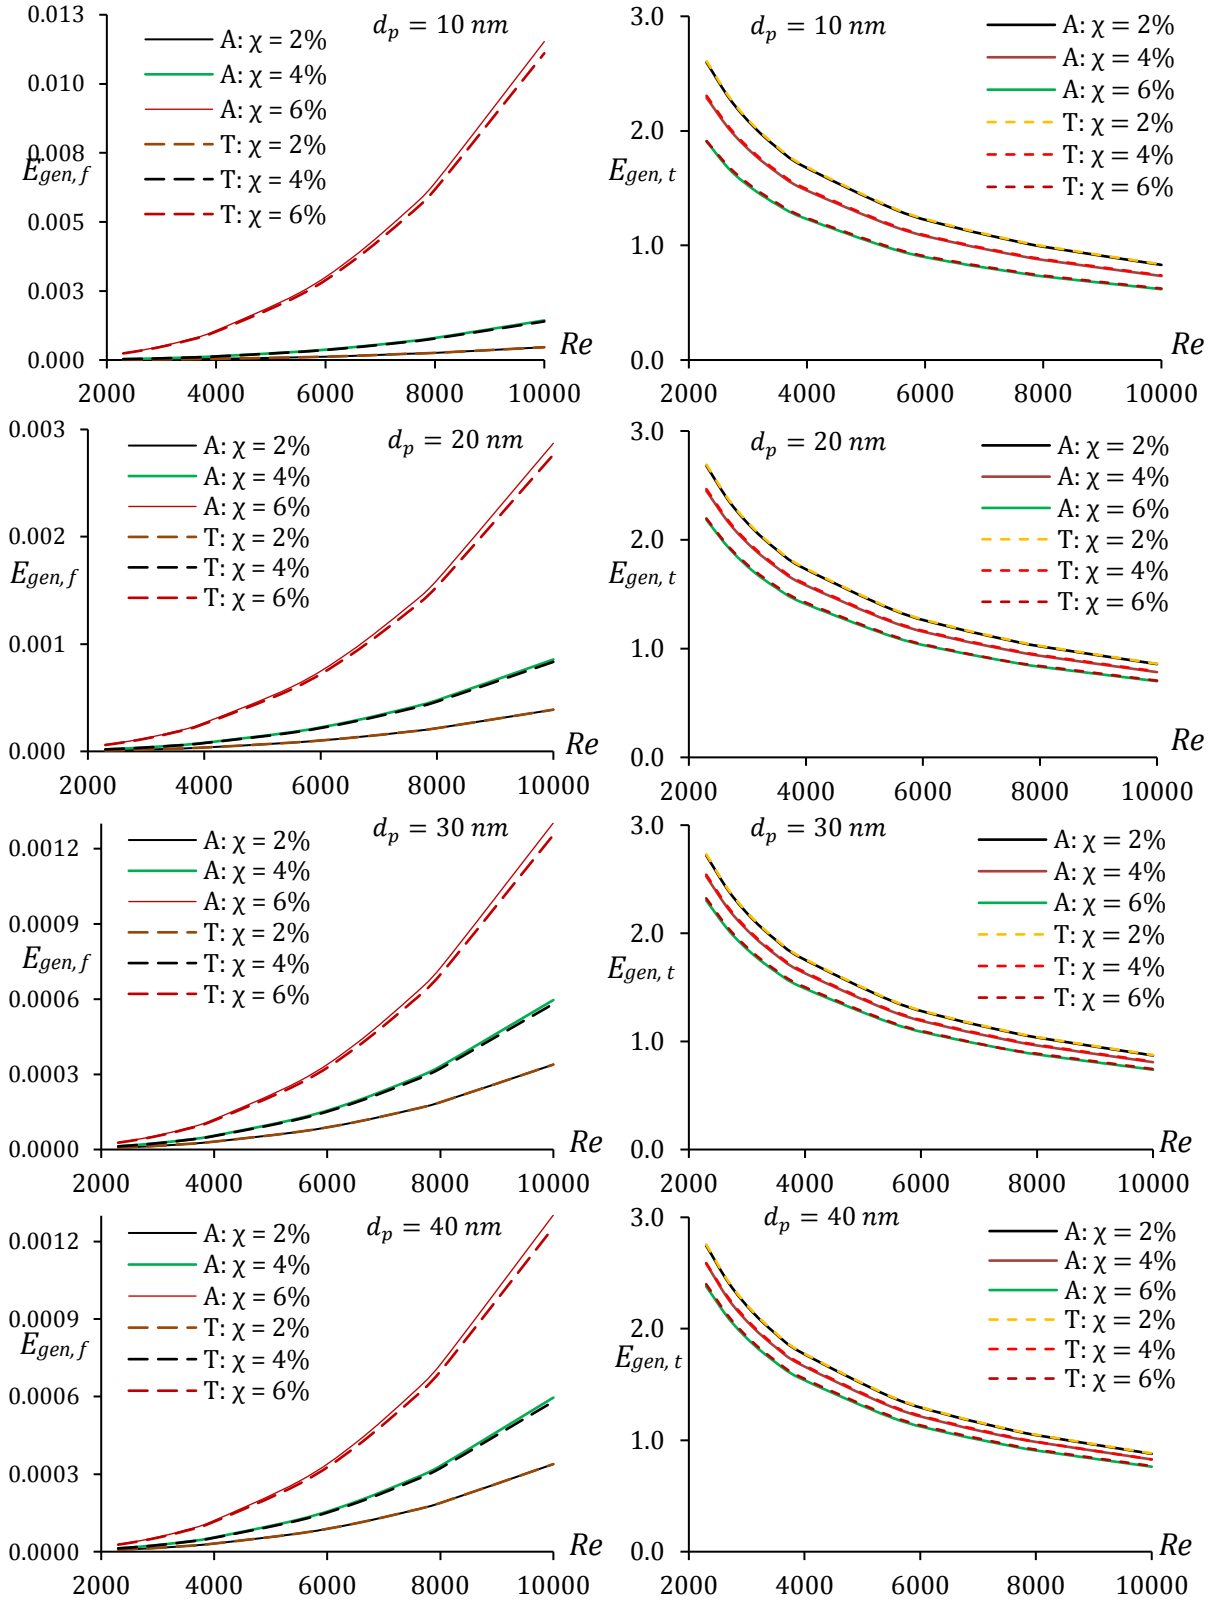 0.013
0.010
0.008
0.005
0.003
0.000
E_gen,f
d_p = 10 nm
A: χ = 2%
A: χ = 4%
A: χ = 6%
T: χ = 2%
T: χ = 4%
T: χ = 6%
Re
2000 4000 6000 8000 10000
3.0
2.0
1.0
0.0
E_gen, t
d_p = 10 nm
A: χ = 2%
A: χ = 4%
A: χ = 6%
T: χ = 2%
T: χ = 4%
T: χ = 6%
Re
2000 4000 6000 8000 10000
0.003
0.002
0.001
0.000
E_gen,f
d_p = 20 nm
A: χ = 2%
A: χ = 4%
A: χ = 6%
T: χ = 2%
T: χ = 4%
T: χ = 6%
Re
2000 4000 6000 8000 10000
3.0
2.0
1.0
0.0
E_gen, t
d_p = 20 nm
A: χ = 2%
A: χ = 4%
A: χ = 6%
T: χ = 2%
T: χ = 4%
T: χ = 6%
Re
2000 4000 6000 8000 10000
0.0012
0.0009
0.0006
0.0003
0.0000
E_gen,f
d_p = 30 nm
A: χ = 2%
A: χ = 4%
A: χ = 6%
T: χ = 2%
T: χ = 4%
T: χ = 6%
Re
2000 4000 6000 8000 10000
3.0
2.0
1.0
0.0
E_gen, t
d_p = 30 nm
A: χ = 2%
A: χ = 4%
A: χ = 6%
T: χ = 2%
T: χ = 4%
T: χ = 6%
Re
2000 4000 6000 8000 10000
0.0012
0.0009
0.0006
0.0003
0.0000
E_gen,f
d_p = 40 nm
A: χ = 2%
A: χ = 4%
A: χ = 6%
T: χ = 2%
T: χ = 4%
T: χ = 6%
Re
2000 4000 6000 8000 10000
3.0
2.0
1.0
0.0
E_gen, t
d_p = 40 nm
A: χ = 2%
A: χ = 4%
A: χ = 6%
T: χ = 2%
T: χ = 4%
T: χ = 6%
Re
2000 4000 6000 8000 10000